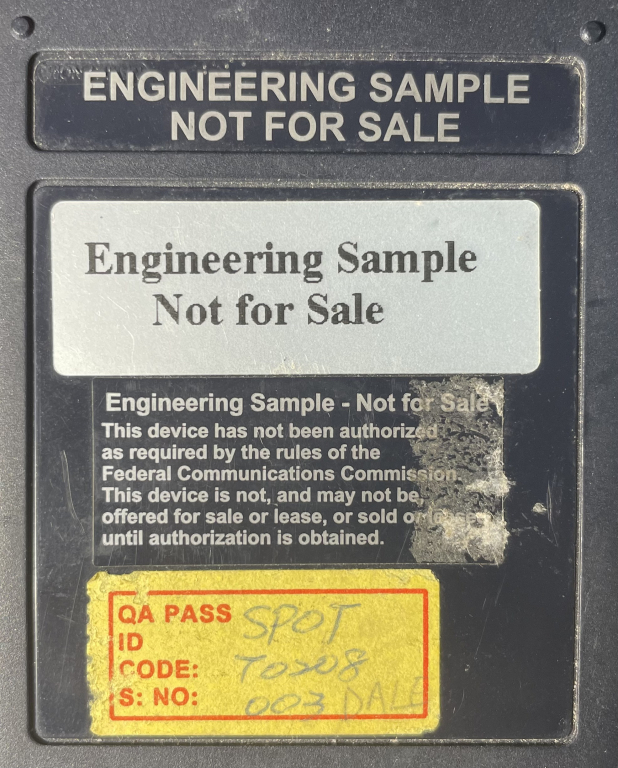 ENGINEERING SAMPLE
NOT FOR SALE
Engineering Sample
Not for Sale
Engineering Sample - Not for Sale
This device has not been authorized
as required by the rules of the
Federal Communications Commission.
This device is not, and may not be,
offered for sale or lease, or sold or
until authorization is obtained.
QA PASS SPOT
ID
CODE: T0208
S: NO: 003 DALE